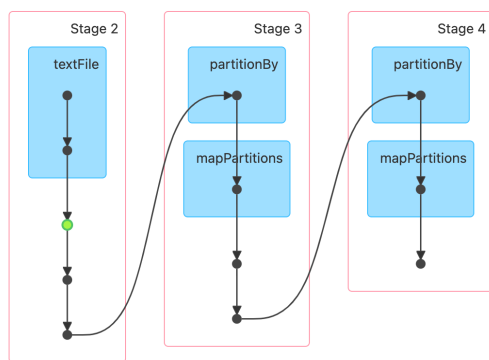 Stage 2
textFile
Stage 3
partitionBy
mapPartitions
Stage 4
partitionBy
mapPartitions